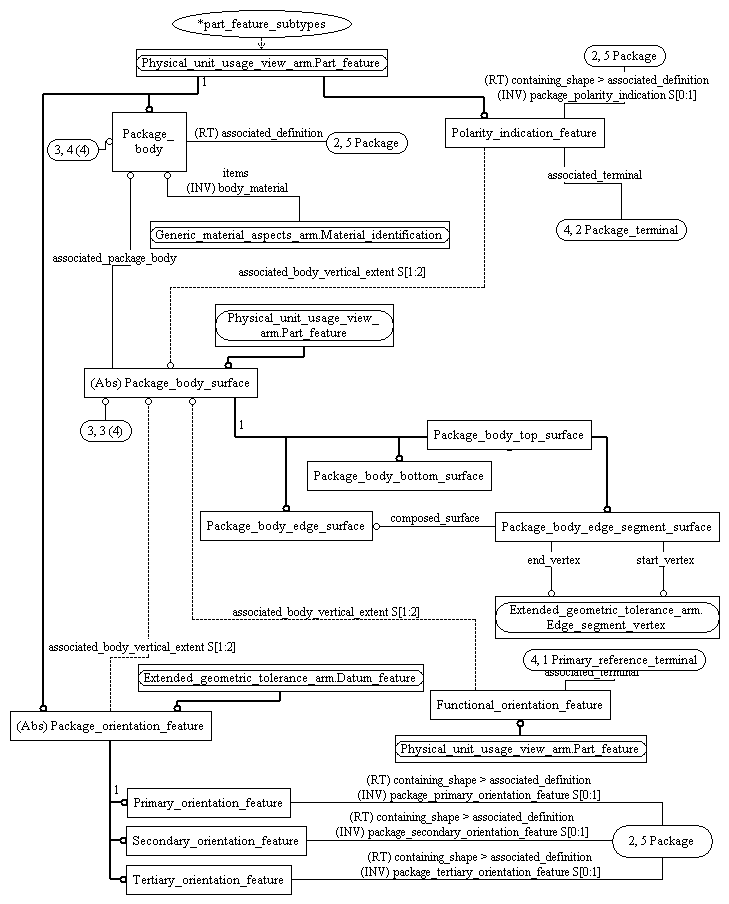 *part_feature_subtypes
Physical_unit_usage_view_arm.Part_feature
1
2, 5 Package
(RT) containing_shape > associated_definition
(INV) package_polarity_indication S[0:1]
Polarity_indication_feature
Package_
body
3, 4 (4)
(RT) associated_definition
2, 5 Package
items
(INV) body_material
associated_terminal
4, 2 Package_terminal
Generic_material_aspects_arm.Material_identification
associated_package_body
associated_body_vertical_extent S[1:2]
Physical_unit_usage_view_
arm.Part_feature
(Abs) Package_body_surface
3, 3 (4)
1
Package_body_top_surface
Package_body_bottom_surface
Package_body_edge_surface
composed_surface
Package_body_edge_segment_surface
end_vertex
start_vertex
Extended_geometric_tolerance_arm.
Edge_segment_vertex
associated_body_vertical_extent S[1:2]
associated_body_vertical_extent S[1:2]
4, 1 Primary_reference_terminal
associated_terminal
Extended_geometric_tolerance_arm.Datum_feature
Functional_orientation_feature
(Abs) Package_orientation_feature
Physical_unit_usage_view_arm.Part_feature
1
Primary_orientation_feature
(RT) containing_shape > associated_definition
(INV) package_primary_orientation_feature S[0:1]
Secondary_orientation_feature
(RT) containing_shape > associated_definition
(INV) package_secondary_orientation_feature S[0:1]
2, 5 Package
Tertiary_orientation_feature
(RT) containing_shape > associated_definition
(INV) package_tertiary_orientation_feature S[0:1]